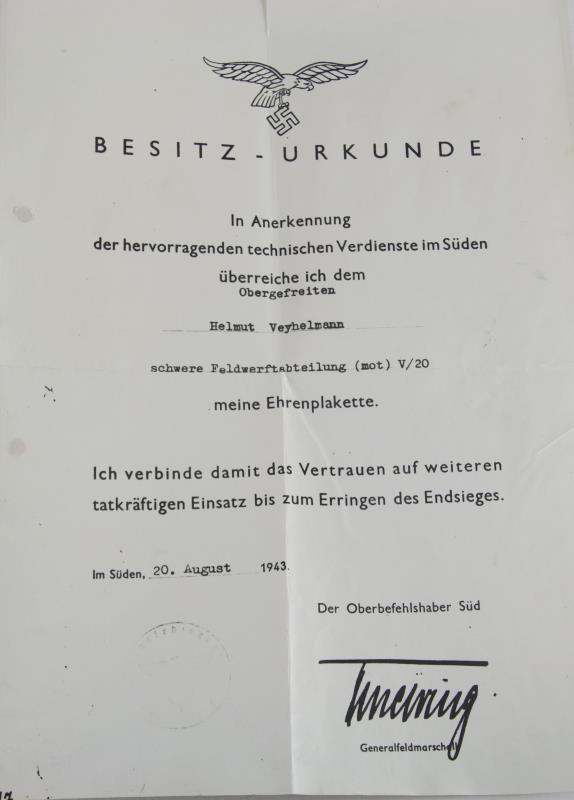 BESITZ - URKUNDE
In Anerkennung
der hervorragenden technischen Verdienste im Süden
überreiche ich dem
Obergefreiten
Helmut Veyhelmann
schwere Feldwerftabteilung (mot) V/20
meine Ehrenplakette.
Ich verbinde damit das Vertrauen auf weiteren
tatkräftigen Einsatz bis zum Erringen des Endsieges.
Im Süden, 20. August 1943.
Der Oberbefehlshaber Süd
Generalfeldmarschall